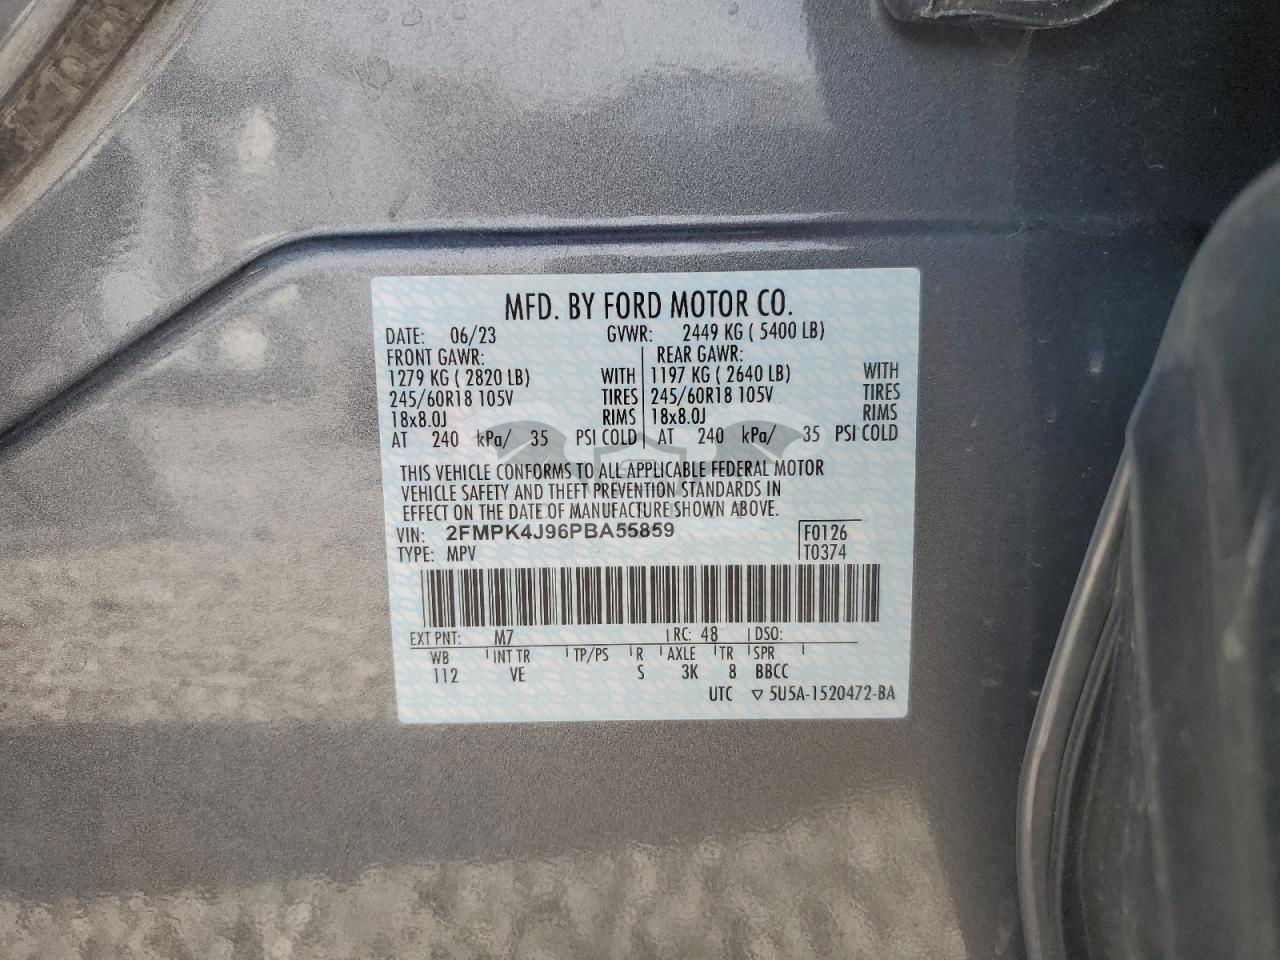 MFD. BY FORD MOTOR CO.
DATE: 06/23 GVWR: 2449 KG ( 5400 LB)
FRONT GAWR: REAR GAWR:
1279 KG ( 2820 LB) WITH 1197 KG ( 2640 LB) WITH
245/60R18 105V TIRES 245/60R18 105V TIRES
18x8.0J RIMS 18x8.0J RIMS
AT 240 kPa/ 35 PSI COLD AT 240 kPa/ 35 PSI COLD
THIS VEHICLE CONFORMS TO ALL APPLICABLE FEDERAL MOTOR
VEHICLE SAFETY AND THEFT PREVENTION STANDARDS IN
EFFECT ON THE DATE OF MANUFACTURE SHOWN ABOVE.
VIN: 2FMPK4J96PBA55859 F0126
TYPE: MPV T0374
EXT PNT: M7 RC: 48 DSO:
WB INT TR TP/PS R AXLE TR SPR
112 VE S 3K 8 BBCC
UTC ▽ 5U5A-1520472-BA